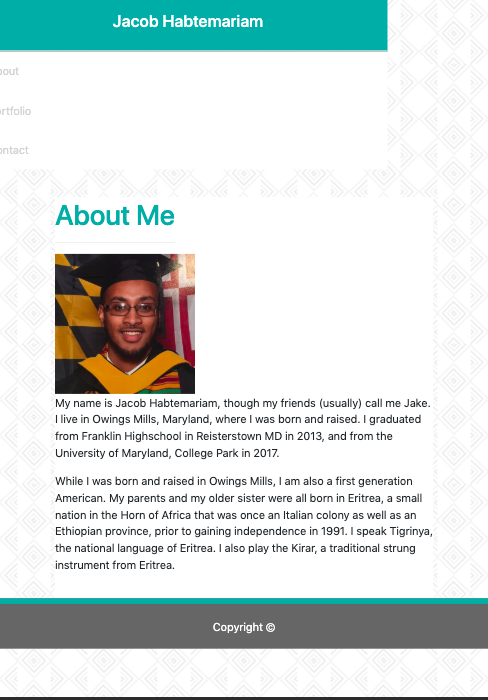 Jacob Habtemariam
out
rtfolio
ntact
About Me
My name is Jacob Habtemariam, though my friends (usually) call me Jake.
I live in Owings Mills, Maryland, where I was born and raised. I graduated
from Franklin Highschool in Reisterstown MD in 2013, and from the
University of Maryland, College Park in 2017.
While I was born and raised in Owings Mills, I am also a first generation
American. My parents and my older sister were all born in Eritrea, a small
nation in the Horn of Africa that was once an Italian colony as well as an
Ethiopian province, prior to gaining independence in 1991. I speak Tigrinya,
the national language of Eritrea. I also play the Kirar, a traditional strung
instrument from Eritrea.
Copyright ©